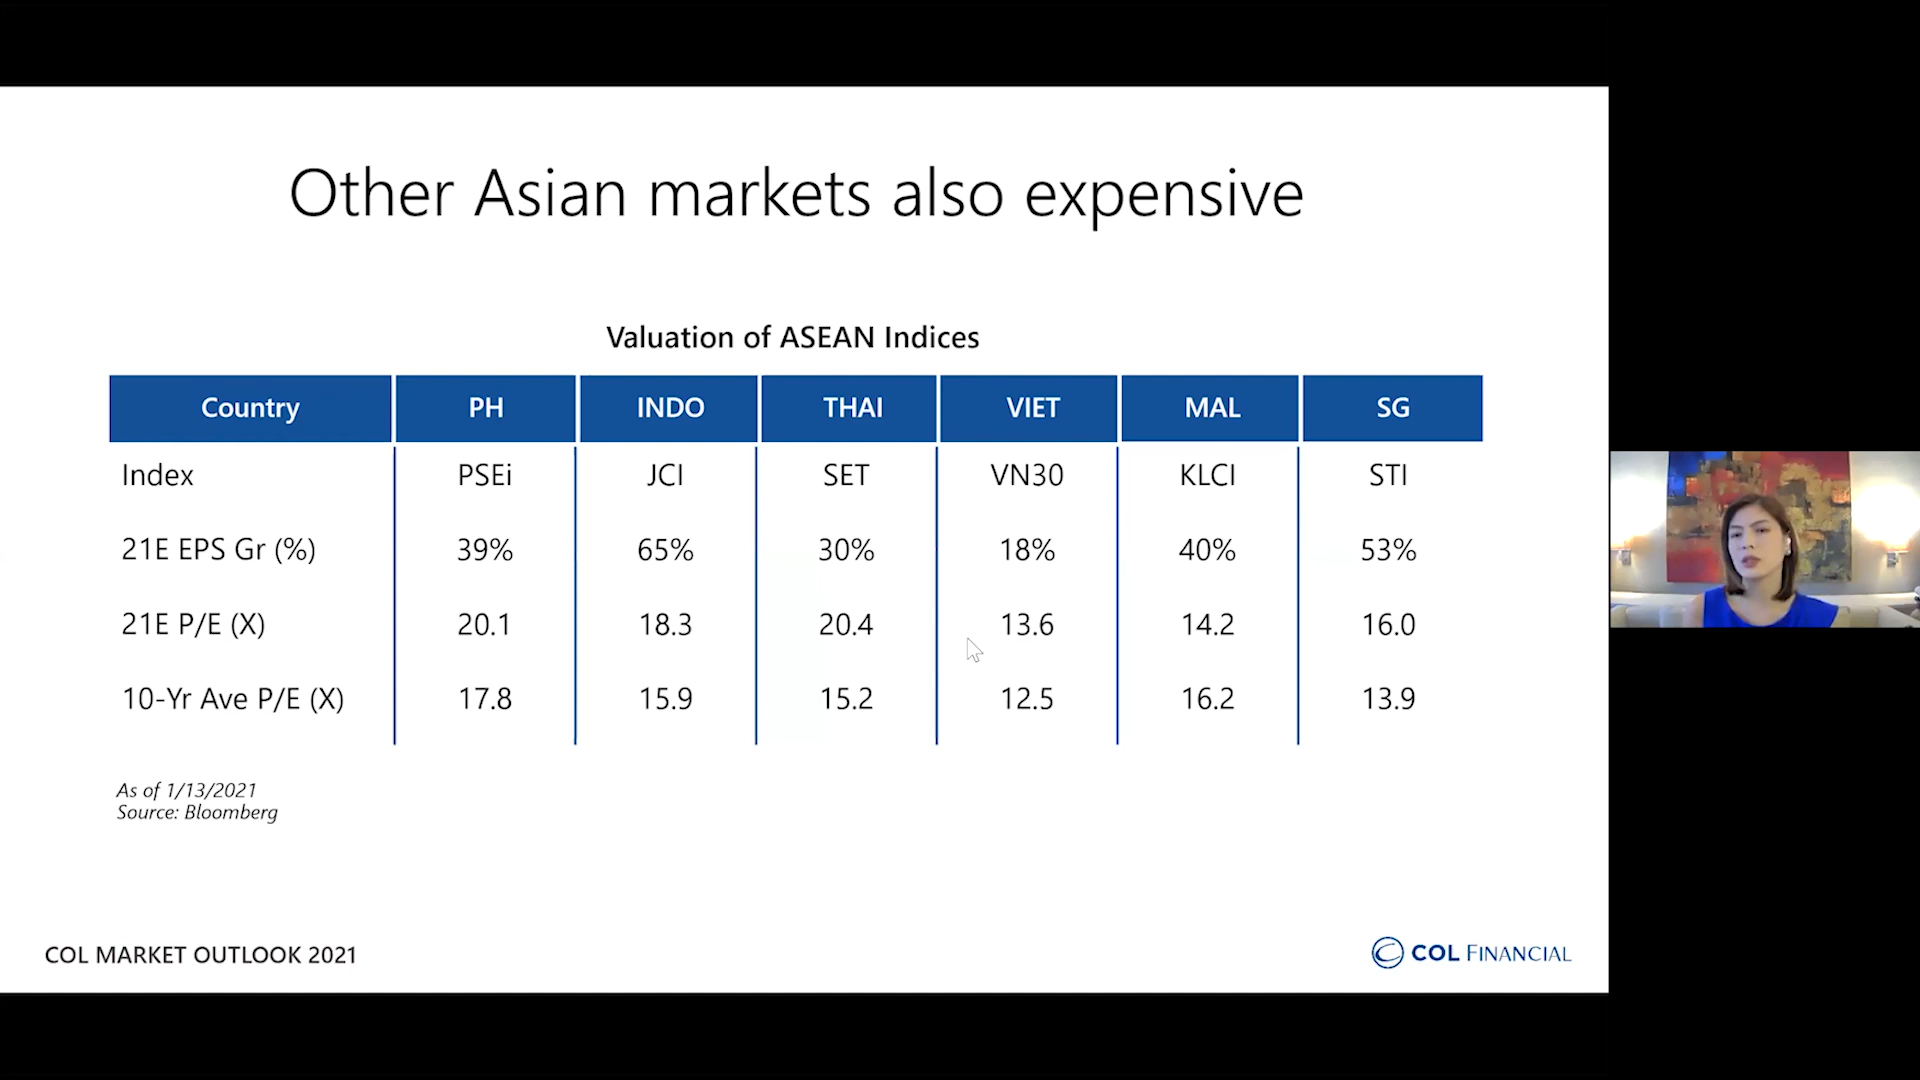 Other Asian markets also expensive
Valuation of ASEAN Indices
Country PH INDO THAI VIET MAL SG
Index PSEi JCI SET VN30 KLCI STI
21E EPS Gr (%) 39% 65% 30% 18% 40% 53%
21E P/E (X) 20.1 18.3 20.4 13.6 14.2 16.0
10-Yr Ave P/E (X) 17.8 15.9 15.2 12.5 16.2 13.9
As of 1/13/2021
Source: Bloomberg
COL MARKET OUTLOOK 2021
COL FINANCIAL